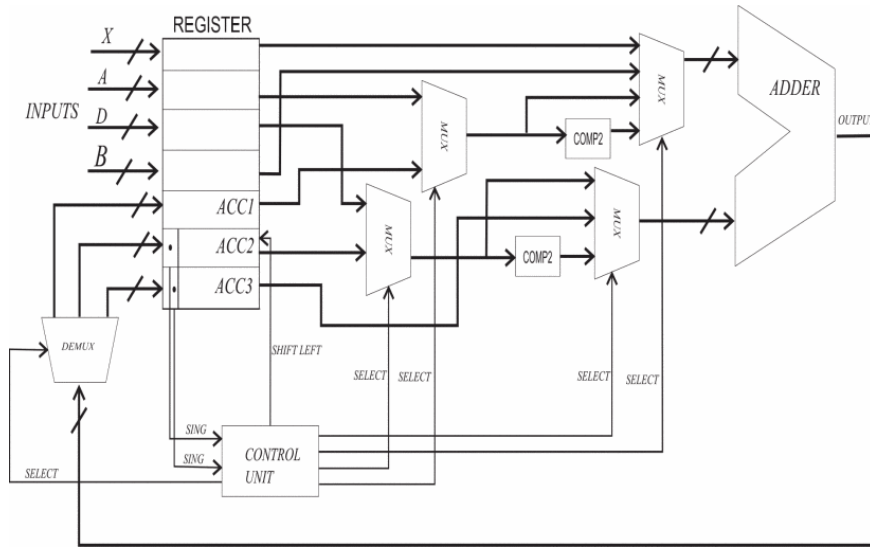 REGISTER
X
A
INPUTS
D
B
ACC1
ACC2
ACC3
MUX
MUX
MUX
MUX
COMP2
COMP2
ADDER
OUTPUT
DEMUX
SHIFT LEFT
SELECT
SELECT
SELECT
SELECT
SING
SING
SELECT
CONTROL
UNIT